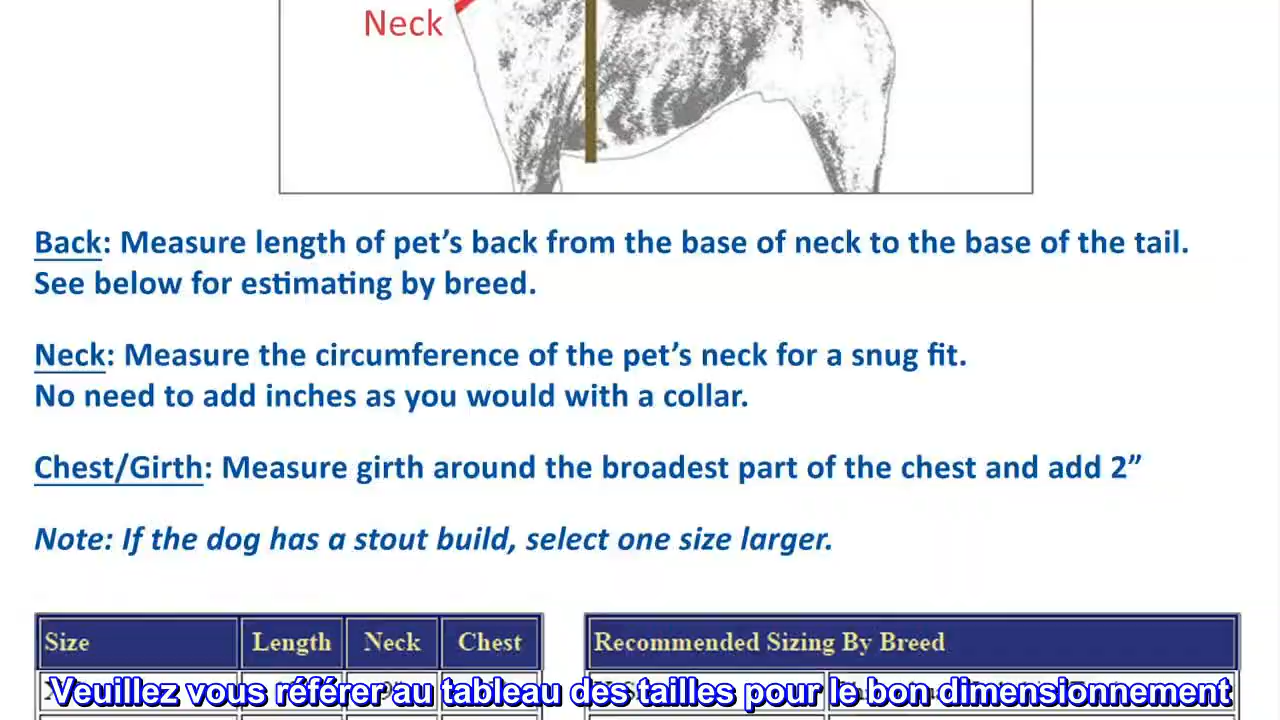 Neck
Back: Measure length of pet’s back from the base of neck to the base of the tail.
See below for estimating by breed.
Neck: Measure the circumference of the pet’s neck for a snug fit.
No need to add inches as you would with a collar.
Chest/Girth: Measure girth around the broadest part of the chest and add 2”
Note: If the dog has a stout build, select one size larger.
Size Length Neck Chest Recommended Sizing By Breed
Veuillez vous référer au tableau des tailles pour le bon dimensionnement